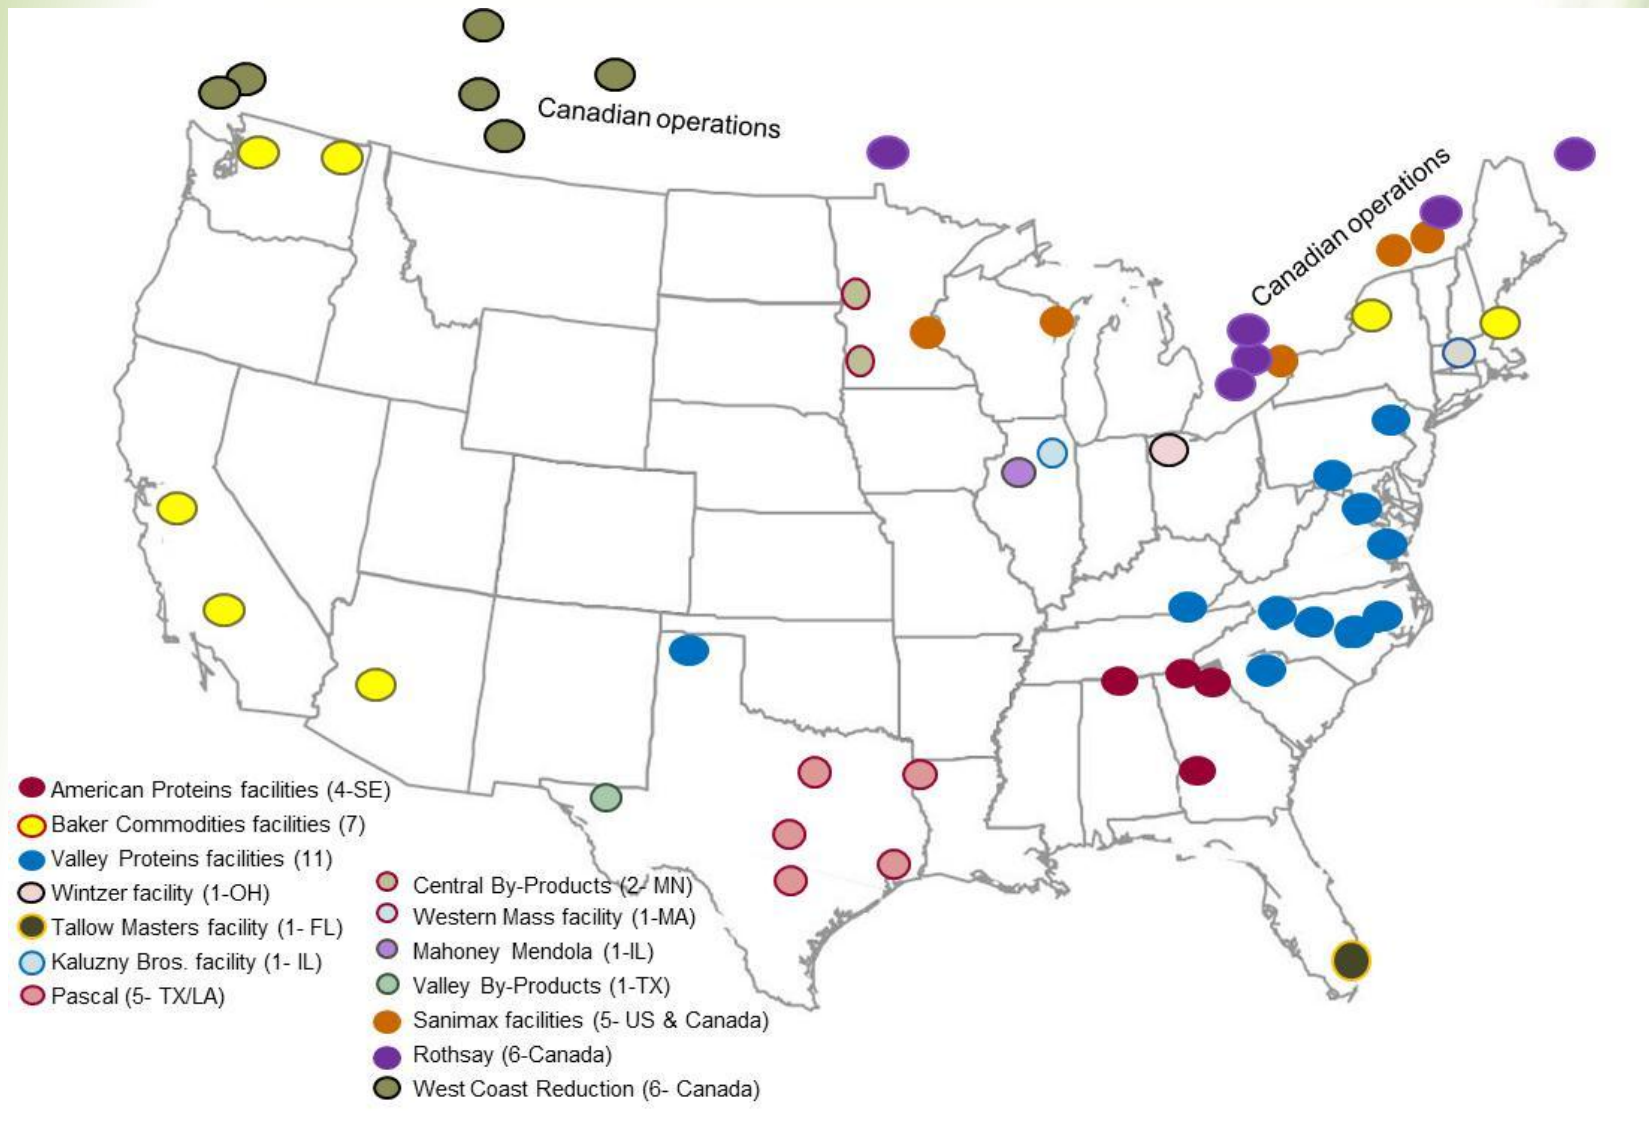 Canadian operations
Canadian operations
American Proteins facilities (4-SE)
Baker Commodities facilities (7)
Valley Proteins facilities (11)
Wintzer facility (1-OH)
Tallow Masters facility (1- FL)
Kaluzny Bros. facility (1- IL)
Pascal (5- TX/LA)
Central By-Products (2- MN)
Western Mass facility (1-MA)
Mahoney Mendola (1-IL)
Valley By-Products (1-TX)
Sanimax facilities (5- US & Canada)
Rothsay (6-Canada)
West Coast Reduction (6- Canada)